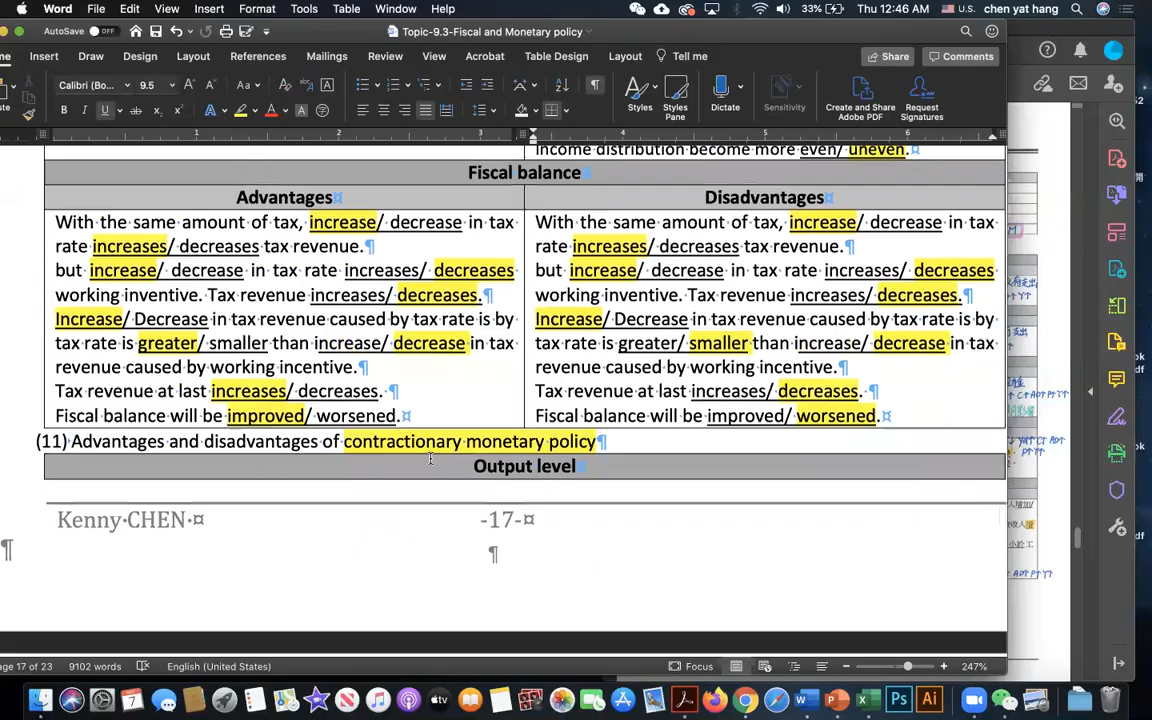 Word File Edit View Insert Format Tools Table Window Help 33% Thu 12:46 AM U.S. chen yat hang
AutoSave OFF Topic-9.3-Fiscal and Monetary policy
Insert Draw Design Layout References Mailings Review View Acrobat Table Design Layout Tell me Share Comments
Calibri (Bo... 9.5 Aa
Styles Styles Pane Dictate Sensitivity Create and Share Adobe PDF Request Signatures
1 2 3 4 5 6
Income distribution become more even/ uneven.
Fiscal balance
Advantages Disadvantages
With the same amount of tax, increase/ decrease in tax
rate increases/ decreases tax revenue.¶
but increase/ decrease in tax rate increases/ decreases
working inventive. Tax revenue increases/ decreases.¶
Increase/ Decrease in tax revenue caused by tax rate is by
tax rate is greater/ smaller than increase/ decrease in tax
revenue caused by working incentive.¶
Tax revenue at last increases/ decreases. ¶
Fiscal balance will be improved/ worsened.
With the same amount of tax, increase/ decrease in tax
rate increases/ decreases tax revenue.¶
but increase/ decrease in tax rate increases/ decreases
working inventive. Tax revenue increases/ decreases.¶
Increase/ Decrease in tax revenue caused by tax rate is by
tax rate is greater/ smaller than increase/ decrease in tax
revenue caused by working incentive.¶
Tax revenue at last increases/ decreases. ¶
Fiscal balance will be improved/ worsened.
(11) Advantages and disadvantages of contractionary monetary policy¶
Output level
Kenny CHEN -17-
¶
¶
Page 17 of 23 9102 words English (United States) Focus 247%